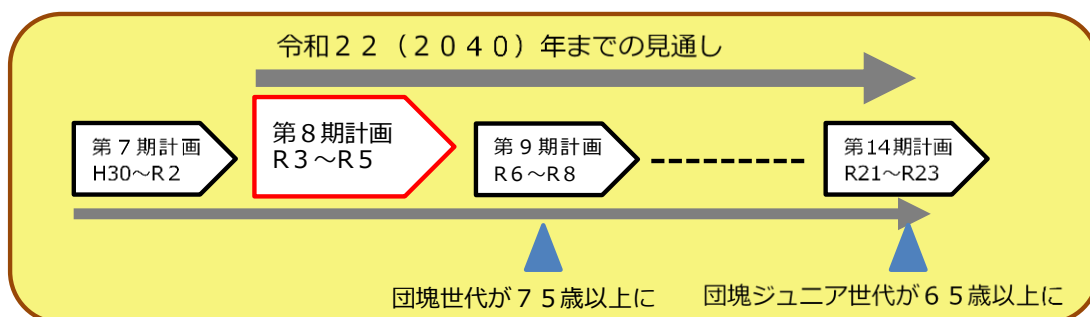 令和２２（２０４０）年までの見通し
第７期計画
H30～R２
第８期計画
R３～R５
第９期計画
R６～R８
第14期計画
R21～R23
団塊世代が７５歳以上に
団塊ジュニア世代が６５歳以上に